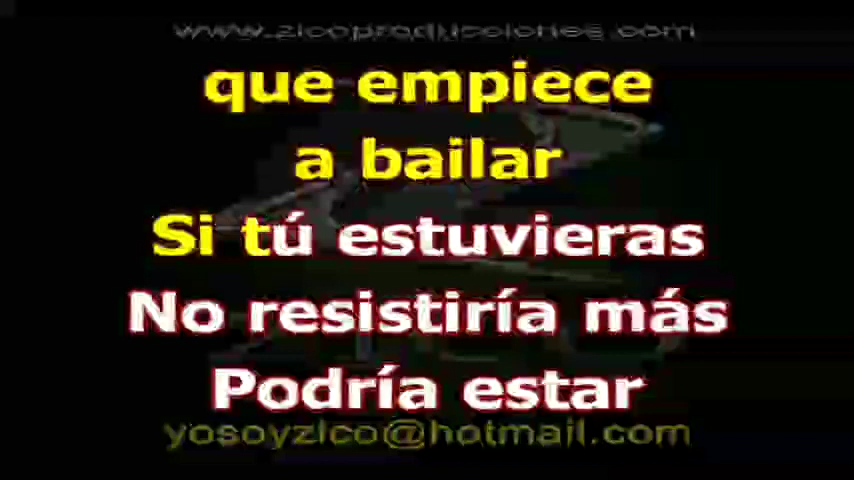 www.zicoproducciones.com
que empiece
a bailar
Si tú estuvieras
No resistiría más
Podría estar
yosoyzico@hotmail.com